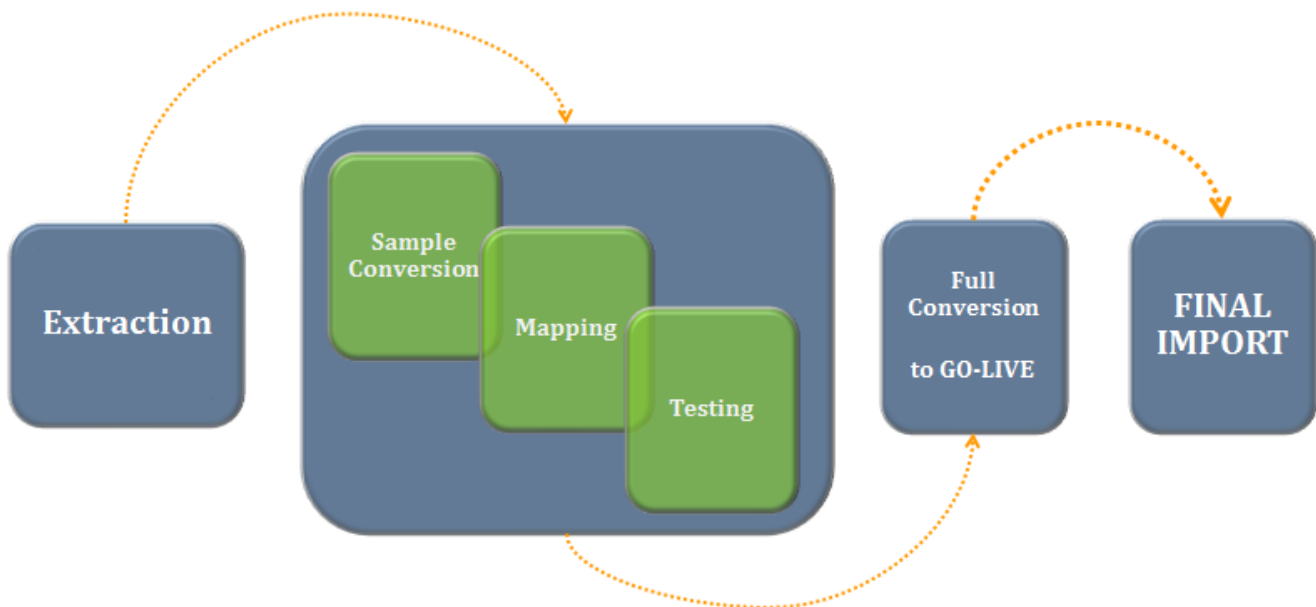 Extraction
Sample
Conversion
Mapping
Testing
Full
Conversion
to GO-LIVE
FINAL
IMPORT